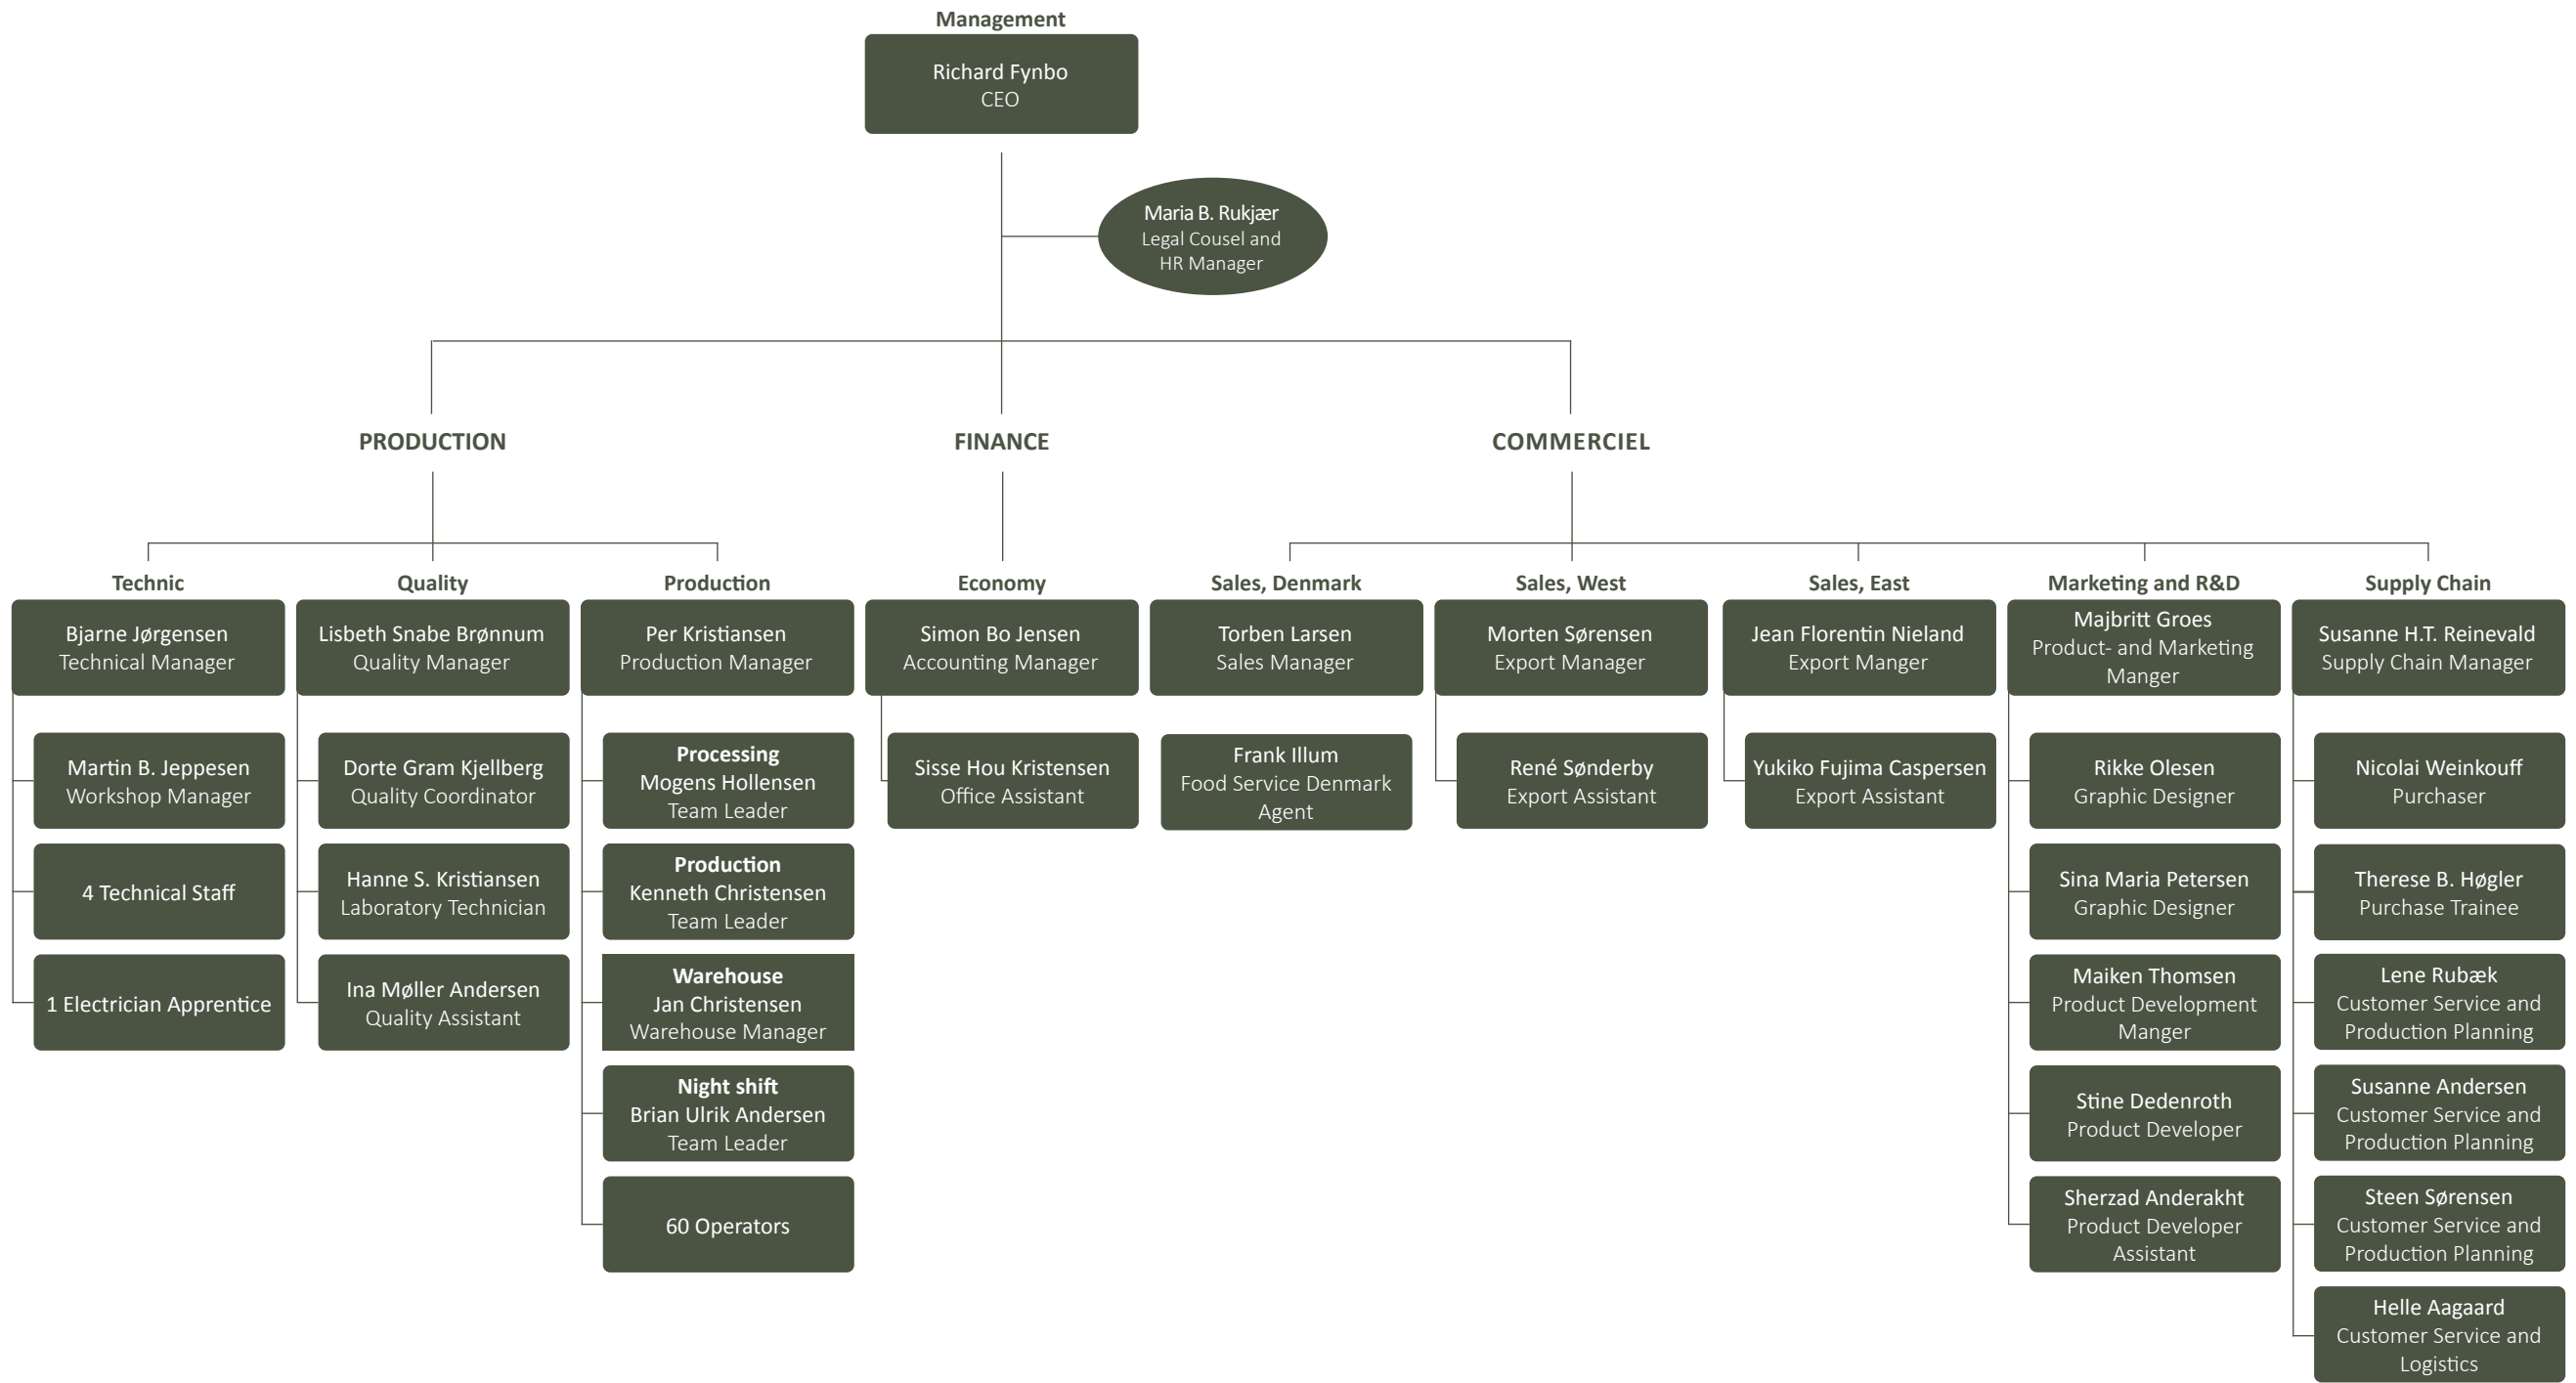 Management
Richard Fynbo
CEO
Maria B. Rukjær
Legal Cousel and
HR Manager
PRODUCTION
FINANCE
COMMERCIEL
Technic
Bjarne Jørgensen
Technical Manager
Martin B. Jeppesen
Workshop Manager
4 Technical Staff
1 Electrician Apprentice
Quality
Lisbeth Snabe Brønnum
Quality Manager
Dorte Gram Kjellberg
Quality Coordinator
Hanne S. Kristiansen
Laboratory Technician
Ina Møller Andersen
Quality Assistant
Production
Per Kristiansen
Production Manager
Processing
Mogens Hollensen
Team Leader
Production
Kenneth Christensen
Team Leader
Warehouse
Jan Christensen
Warehouse Manager
Night shift
Brian Ulrik Andersen
Team Leader
60 Operators
Economy
Simon Bo Jensen
Accounting Manager
Sisse Hou Kristensen
Office Assistant
Sales, Denmark
Torben Larsen
Sales Manager
Frank Illum
Food Service Denmark
Agent
Sales, West
Morten Sørensen
Export Manager
René Sønderby
Export Assistant
Sales, East
Jean Florentin Nieland
Export Manger
Yukiko Fujima Caspersen
Export Assistant
Marketing and R&D
Majbritt Groes
Product- and Marketing
Manger
Rikke Olesen
Graphic Designer
Sina Maria Petersen
Graphic Designer
Maiken Thomsen
Product Development
Manger
Stine Dedenroth
Product Developer
Sherzad Anderakht
Product Developer
Assistant
Supply Chain
Susanne H.T. Reinevald
Supply Chain Manager
Nicolai Weinkouff
Purchaser
Therese B. Høgler
Purchase Trainee
Lene Rubæk
Customer Service and
Production Planning
Susanne Andersen
Customer Service and
Production Planning
Steen Sørensen
Customer Service and
Production Planning
Helle Aagaard
Customer Service and
Logistics